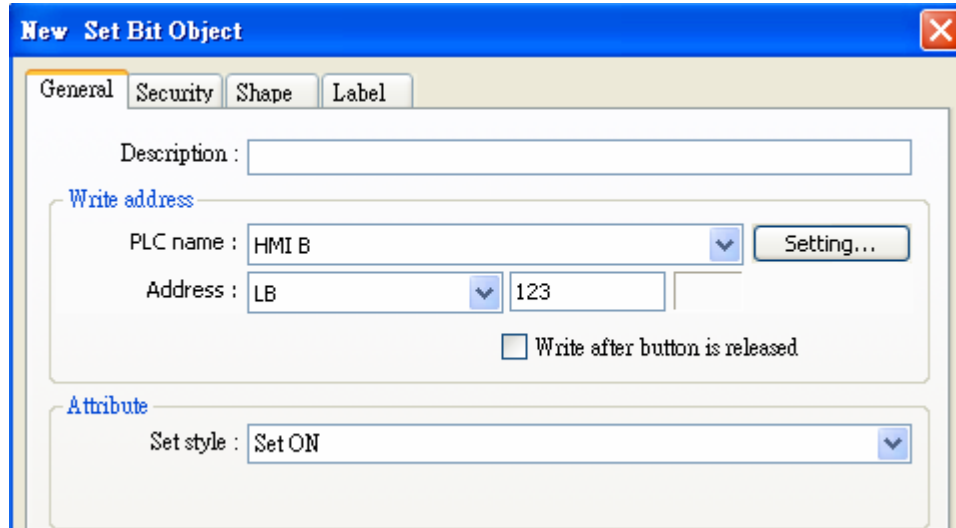 New Set Bit Object
General Security Shape Label
Description :
Write address
PLC name : HMI B Setting...
Address : LB 123
Write after button is released
Attribute
Set style : Set ON